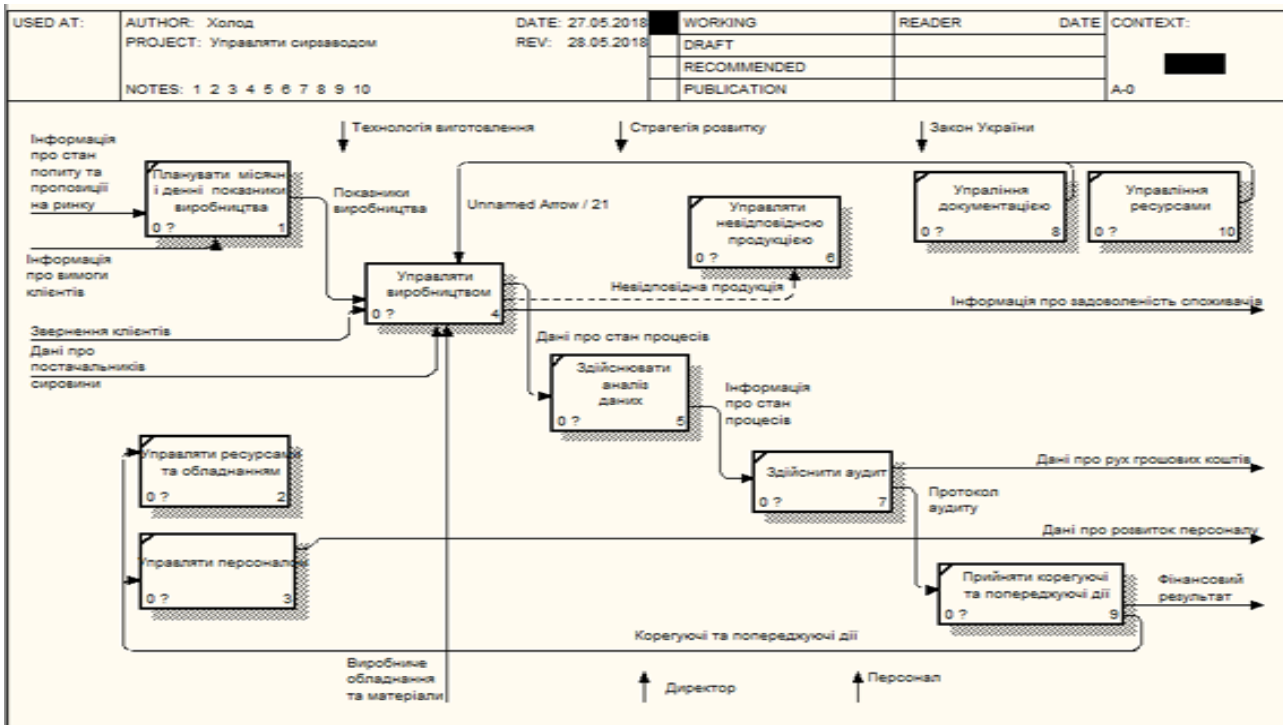 USED AT:
AUTHOR: Холод
DATE: 27.05.2018
PROJECT: Управляти сирзаводом
REV: 28.05.2018
NOTES: 1 2 3 4 5 6 7 8 9 10
WORKING
DRAFT
RECOMMENDED
PUBLICATION
READER
DATE
CONTEXT:
A-0
Інформація
про стан
попиту та
пропозиції
на ринку
Технологія виготовлення
Страгегія розвитку
Закон України
Планувати місячн
і денні показники
виробництва
0 ?
1
Показники
виробництва
Unnamed Arrow / 21
Управляти
невідповідною
продукцією
0 ?
6
Упраління
документацією
0 ?
8
Управління
ресурсами
0 ?
10
Інформація
про вимоги
клієнтів
Управляти
виробництвом
0 ?
4
Невідповідна продукція
Інформація про задоволеність споживачів
Звернення клієнтів
Дані про
постачальників
сировини
Дані про стан процесів
Здійснювати
аналіз
даних
0 ?
5
Інформація
про стан
процесів
Управляти ресурсами
та обладнанням
0 ?
2
Здійснити аудит
0 ?
7
Дані про рух грошових коштів
Протокол
аудиту
Дані про розвиток персоналу
Управляти персоналом
0 ?
3
Прийняти корегуючі
та попереджуючі дії
0 ?
9
Фінансовий
результат
Корегуючі та попереджуючі дії
Виробниче
обладнання
та матеріали
Директор
Персонал